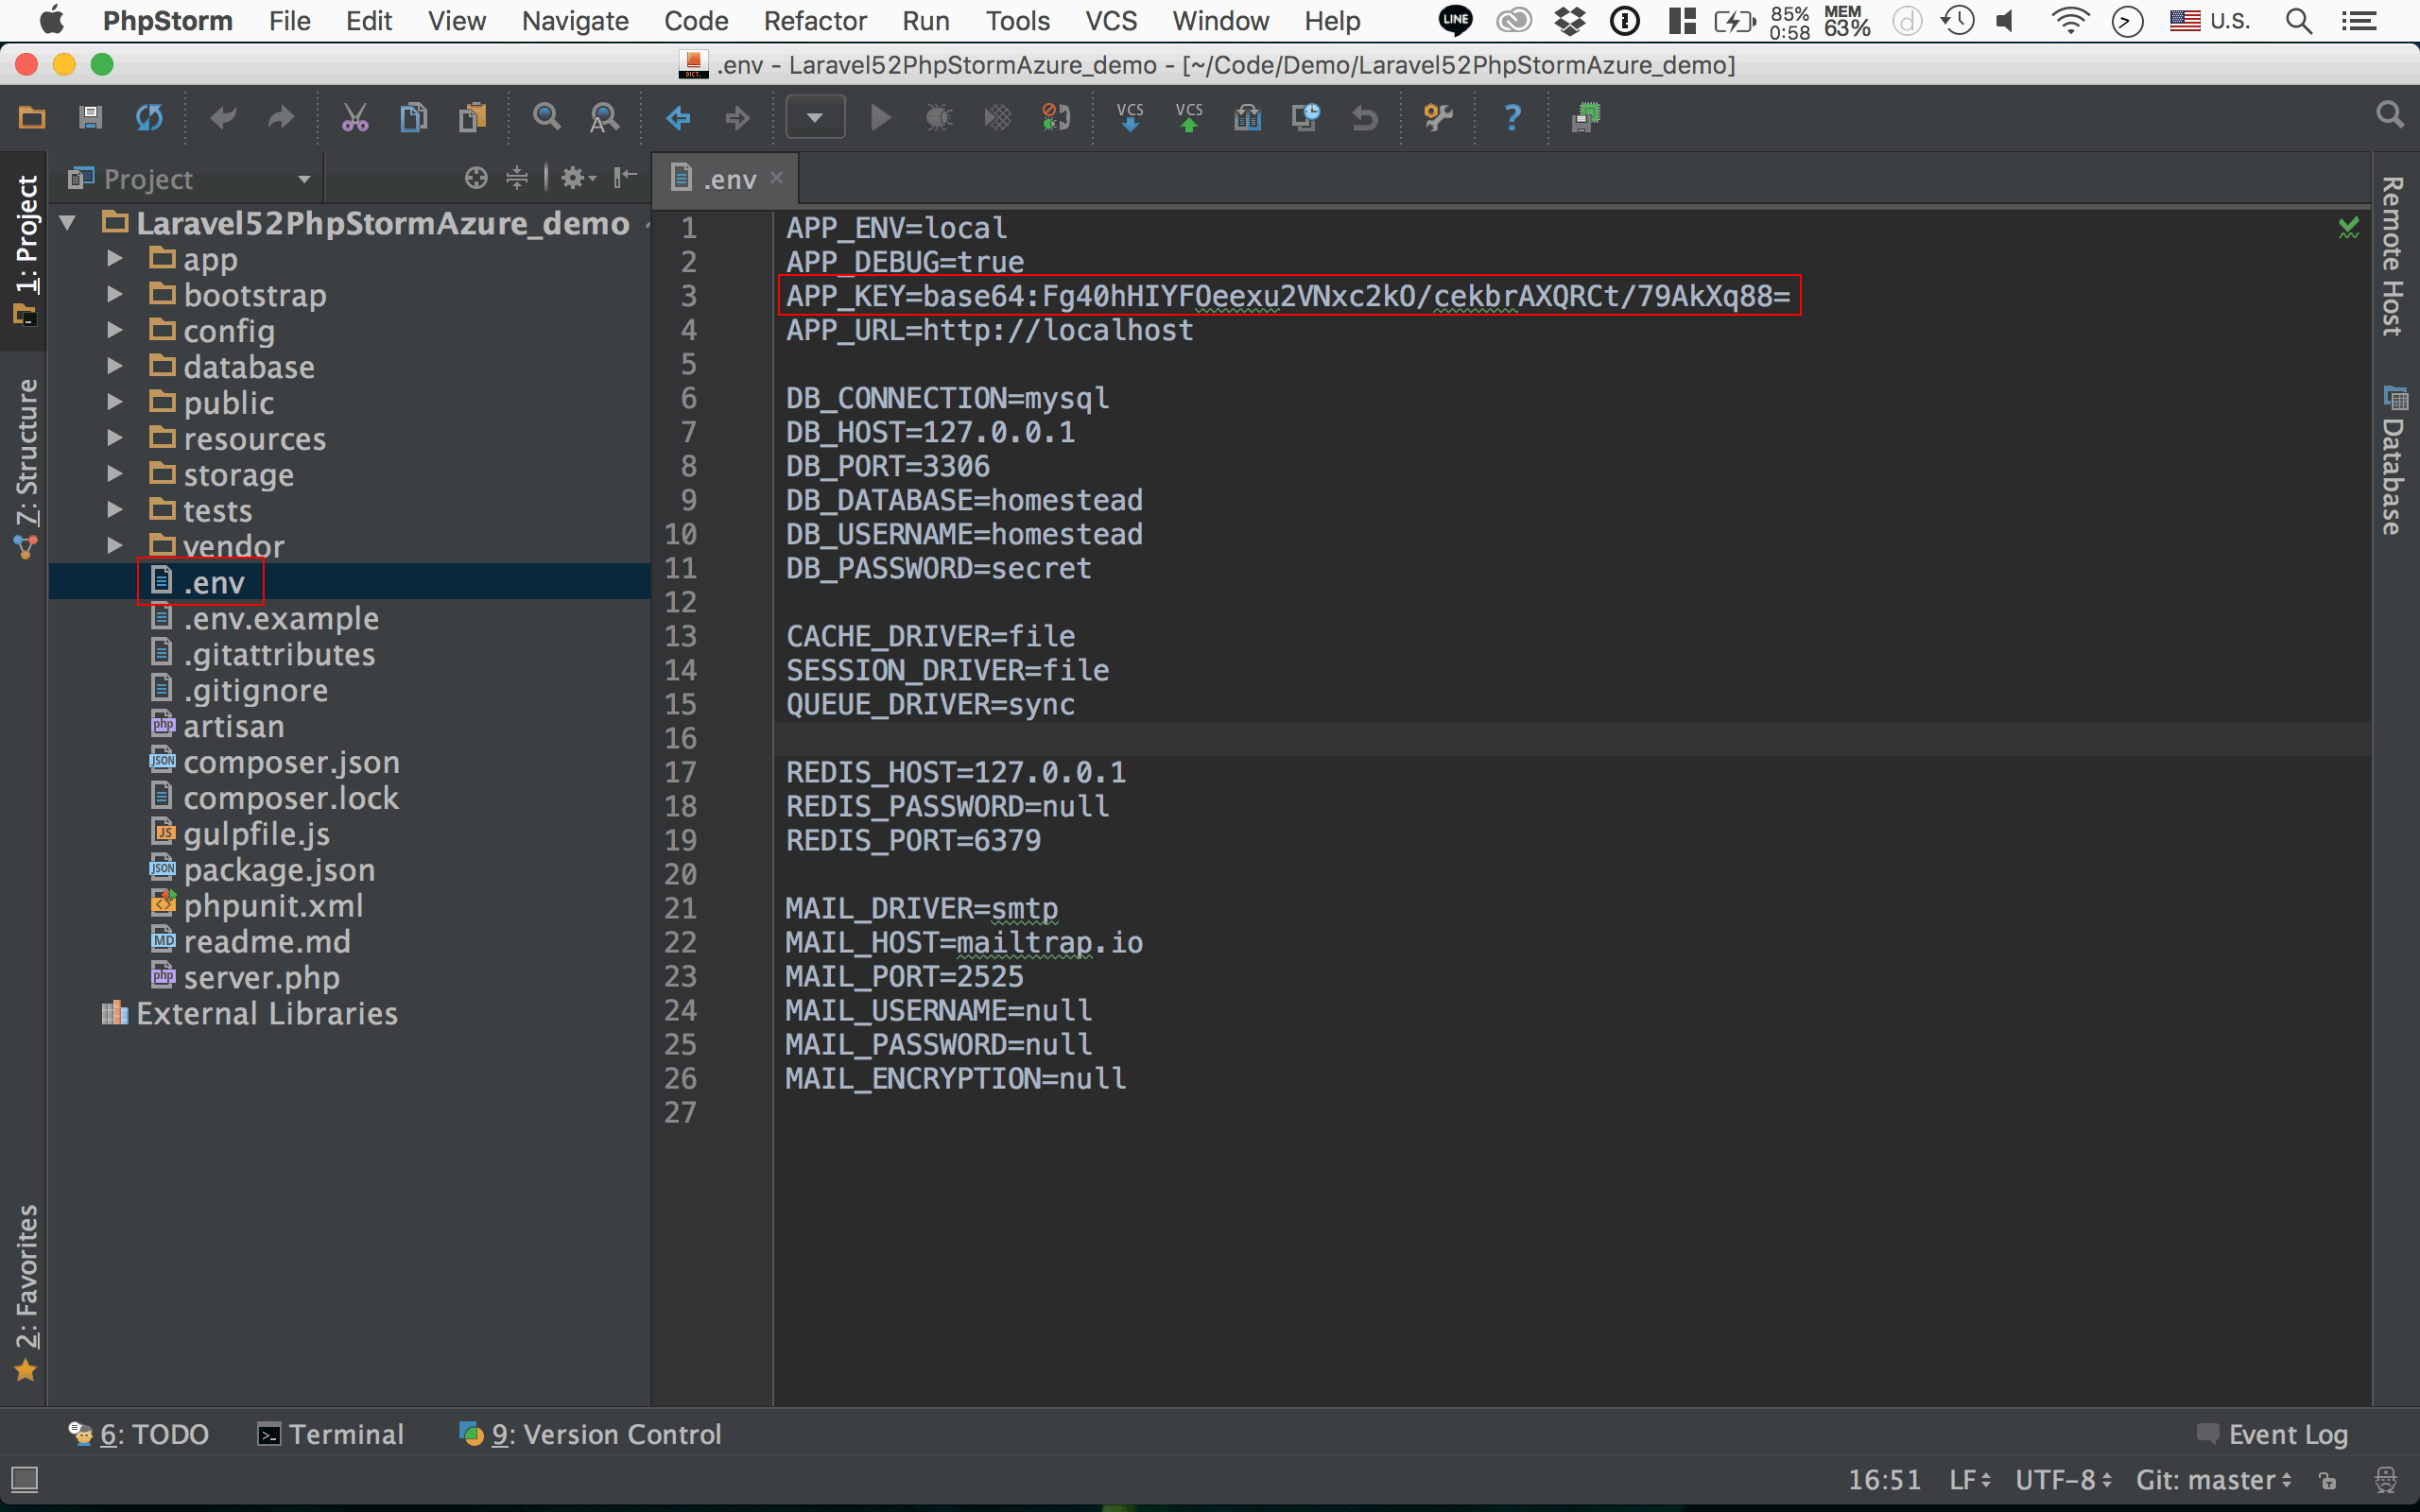 PhpStorm File Edit View Navigate Code Refactor Run Tools VCS Window Help LINE 85% 0:58 MEM 63% U.S.
.env - Laravel52PhpStormAzure_demo - [~/Code/Demo/Laravel52PhpStormAzure_demo]
VCS VCS
Project
.env
1: Project
7: Structure
2: Favorites
Laravel52PhpStormAzure_demo
app
bootstrap
config
database
public
resources
storage
tests
vendor
.env
.env.example
.gitattributes
.gitignore
artisan
composer.json
composer.lock
gulpfile.js
package.json
phpunit.xml
readme.md
server.php
External Libraries
1 APP_ENV=local
2 APP_DEBUG=true
3 APP_KEY=base64:Fg40hHIYFOeexu2VNxc2kO/cekbrAXQRCt/79AkXq88=
4 APP_URL=http://localhost
5
6 DB_CONNECTION=mysql
7 DB_HOST=127.0.0.1
8 DB_PORT=3306
9 DB_DATABASE=homestead
10 DB_USERNAME=homestead
11 DB_PASSWORD=secret
12
13 CACHE_DRIVER=file
14 SESSION_DRIVER=file
15 QUEUE_DRIVER=sync
16
17 REDIS_HOST=127.0.0.1
18 REDIS_PASSWORD=null
19 REDIS_PORT=6379
20
21 MAIL_DRIVER=smtp
22 MAIL_HOST=mailtrap.io
23 MAIL_PORT=2525
24 MAIL_USERNAME=null
25 MAIL_PASSWORD=null
26 MAIL_ENCRYPTION=null
27
Remote Host
Database
6: TODO Terminal 9: Version Control Event Log
16:51 LF UTF-8 Git: master